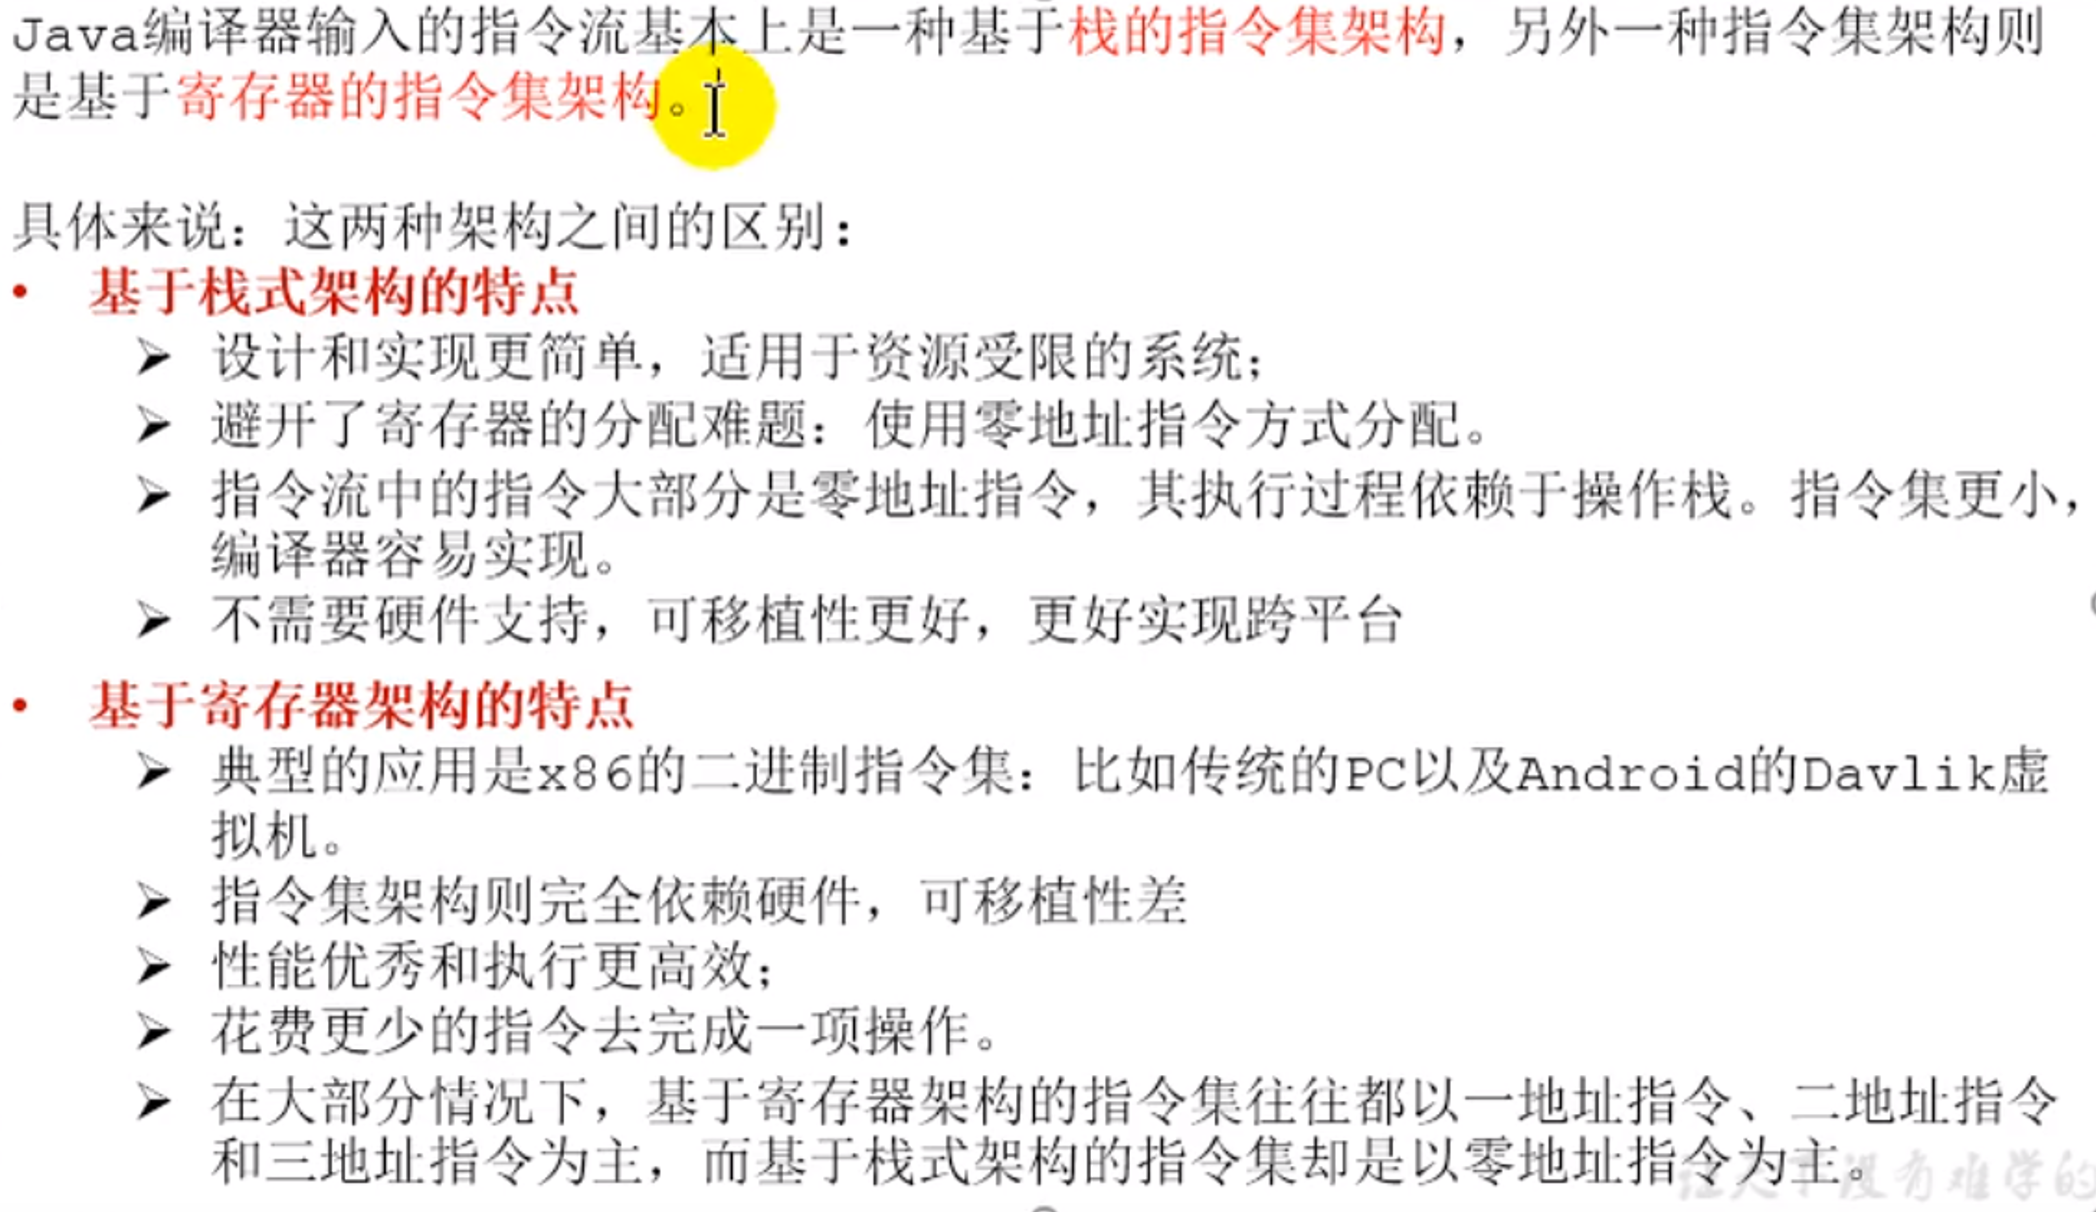 Java编译器输入的指令流基本上是一种基于栈的指令集架构，另外一种指令集架构则
是基于寄存器的指令集架构。
具体来说：这两种架构之间的区别：
• 基于栈式架构的特点
➢ 设计和实现更简单，适用于资源受限的系统；
➢ 避开了寄存器的分配难题：使用零地址指令方式分配。
➢ 指令流中的指令大部分是零地址指令，其执行过程依赖于操作栈。指令集更小，
编译器容易实现。
➢ 不需要硬件支持，可移植性更好，更好实现跨平台
• 基于寄存器架构的特点
➢ 典型的应用是x86的二进制指令集：比如传统的PC以及Android的Davlik虚
拟机。
➢ 指令集架构则完全依赖硬件，可移植性差
➢ 性能优秀和执行更高效；
➢ 花费更少的指令去完成一项操作。
➢ 在大部分情况下，基于寄存器架构的指令集往往都以一地址指令、二地址指令
和三地址指令为主，而基于栈式架构的指令集却是以零地址指令为主。
没有难学的